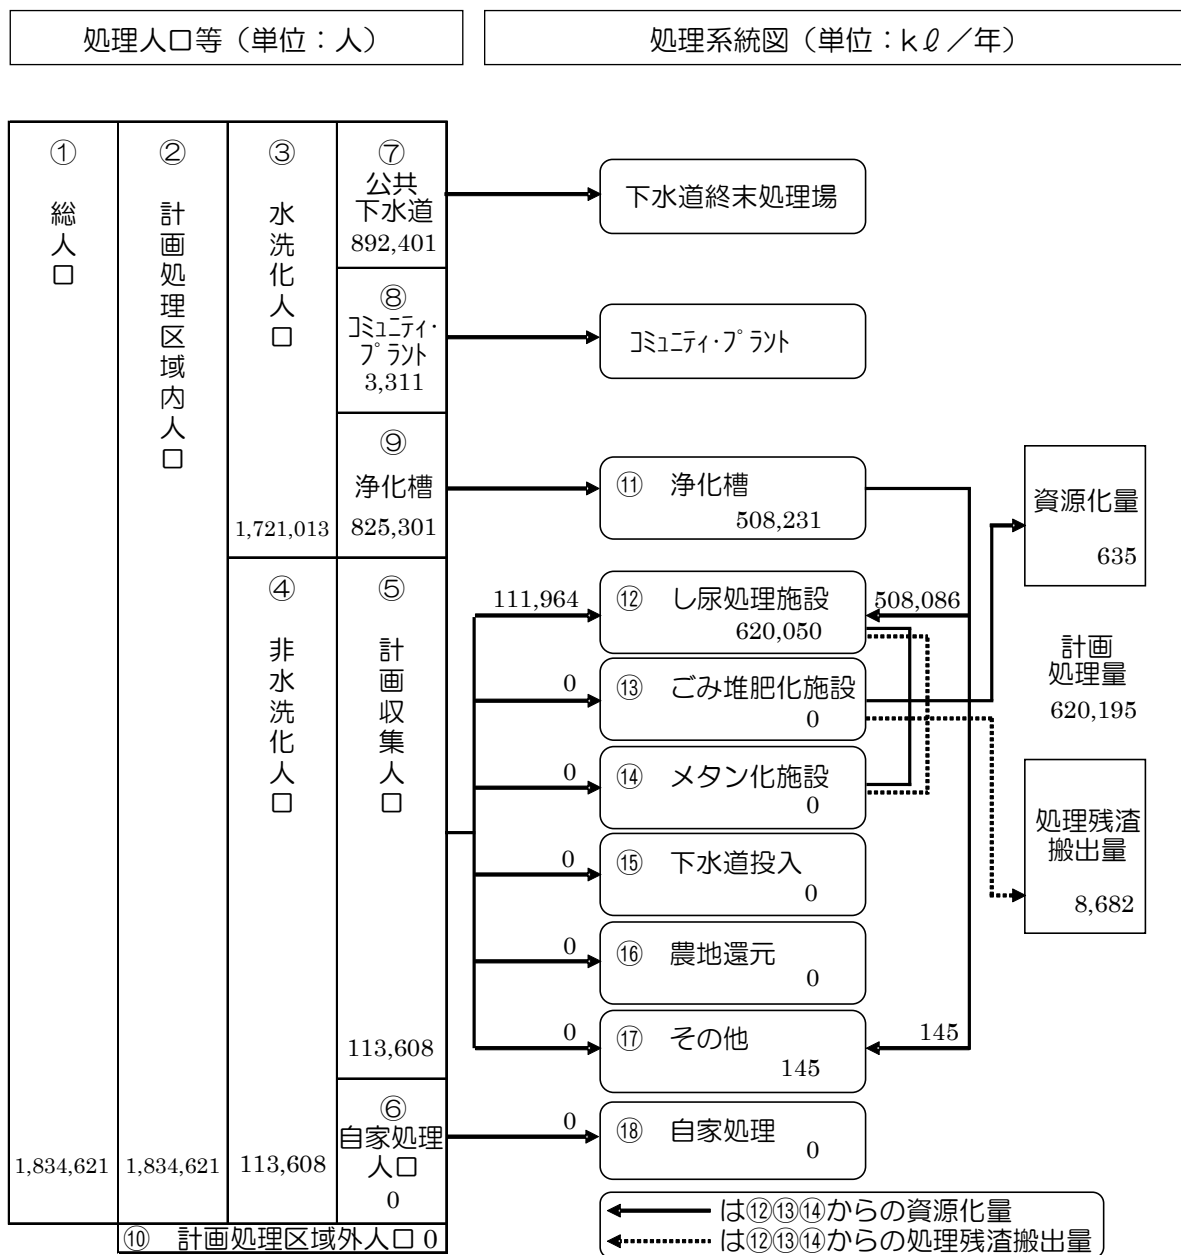 処理人口等（単位：人）
処理系統図（単位：kℓ／年）
①
総人口
1,834,621
②
計画処理区域内人口
1,834,621
③
水洗化人口
1,721,013
④
非水洗化人口
113,608
⑦
公共
下水道
892,401
⑧
コミュニティ・
プラント
3,311
⑨
浄化槽
825,301
⑤
計画収集人口
113,608
⑥
自家処理
人口
0
⑩ 計画処理区域外人口 0
下水道終末処理場
コミュニティ・プラント
⑪ 浄化槽
508,231
111,964
⑫ し尿処理施設
620,050
508,086
0
⑬ ごみ堆肥化施設
0
0
⑭ メタン化施設
0
0
⑮ 下水道投入
0
0
⑯ 農地還元
0
0
⑰ その他
145
145
0
⑱ 自家処理
0
資源化量
635
計画
処理量
620,195
処理残渣
搬出量
8,682
は⑫⑬⑭からの資源化量
は⑫⑬⑭からの処理残渣搬出量